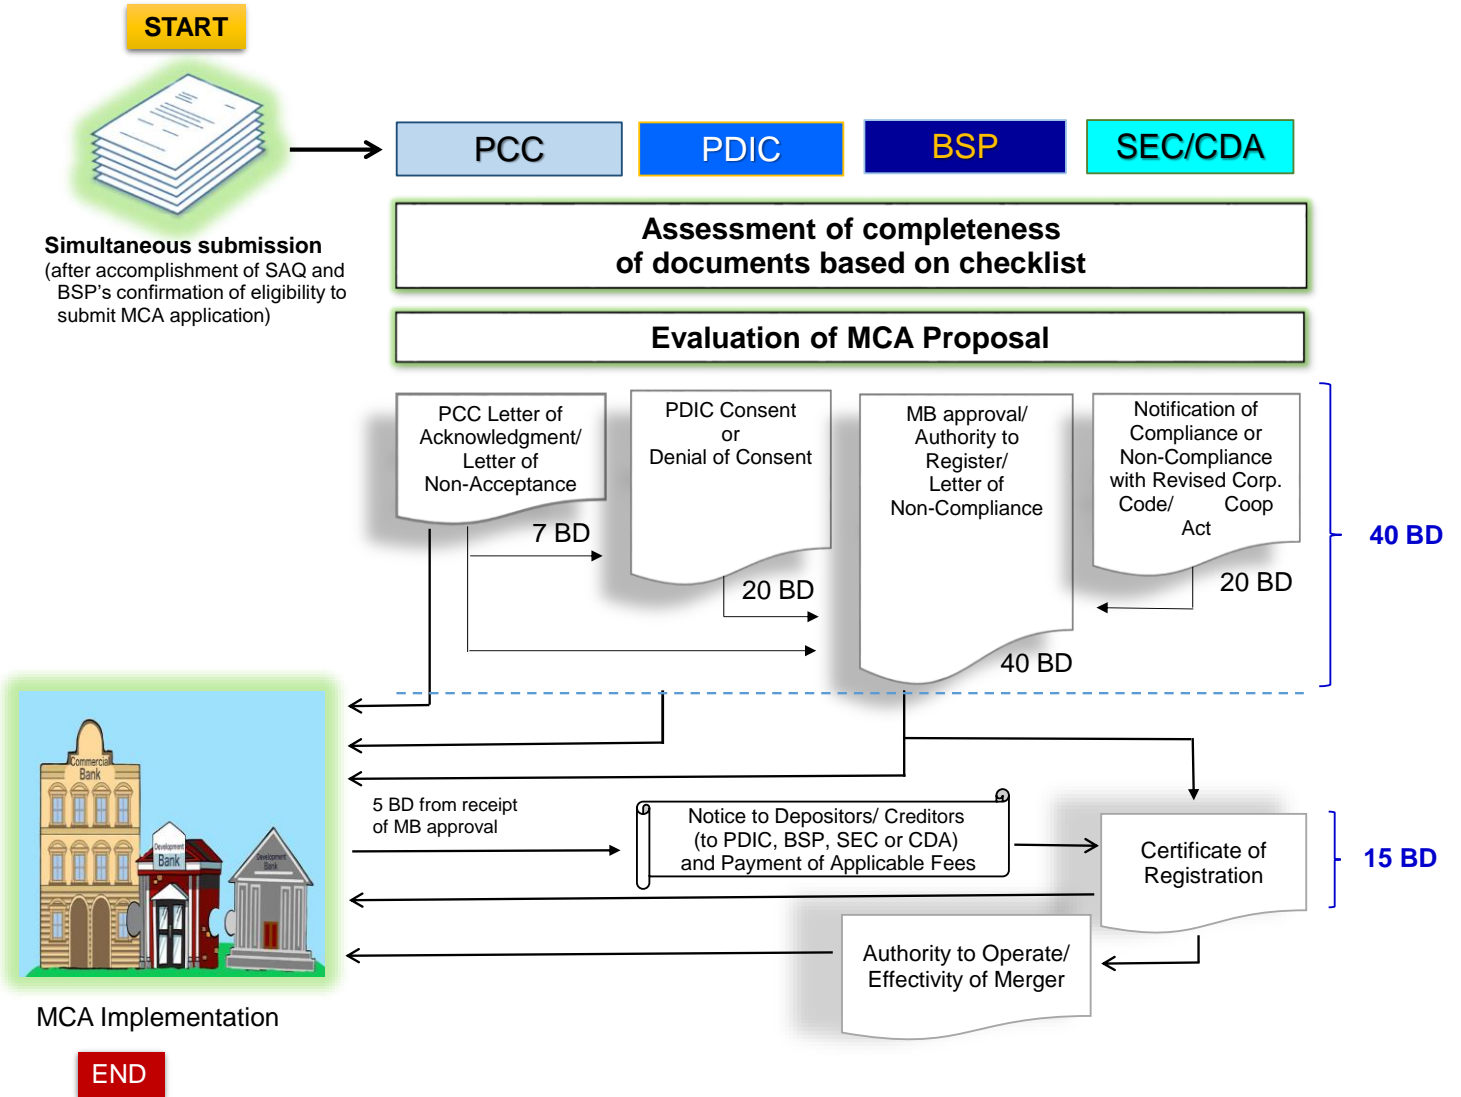 START
PCC
PDIC
BSP
SEC/CDA
Simultaneous submission
(after accomplishment of SAQ and
BSP's confirmation of eligibility to
submit MCA application)
Assessment of completeness
of documents based on checklist
Evaluation of MCA Proposal
PCC Letter of
Acknowledgment/
Letter of
Non-Acceptance
7 BD
PDIC Consent
or
Denial of Consent
20 BD
MB approval/
Authority to
Register/
Letter of
Non-Compliance
40 BD
Notification of
Compliance or
Non-Compliance
with Revised Corp.
Code/ Coop
Act
20 BD
40 BD
Commercial
Bank
Development
Bank
Development
Bank
5 BD from receipt
of MB approval
Notice to Depositors/ Creditors
(to PDIC, BSP, SEC or CDA)
and Payment of Applicable Fees
Certificate of
Registration
15 BD
Authority to Operate/
Effectivity of Merger
MCA Implementation
END